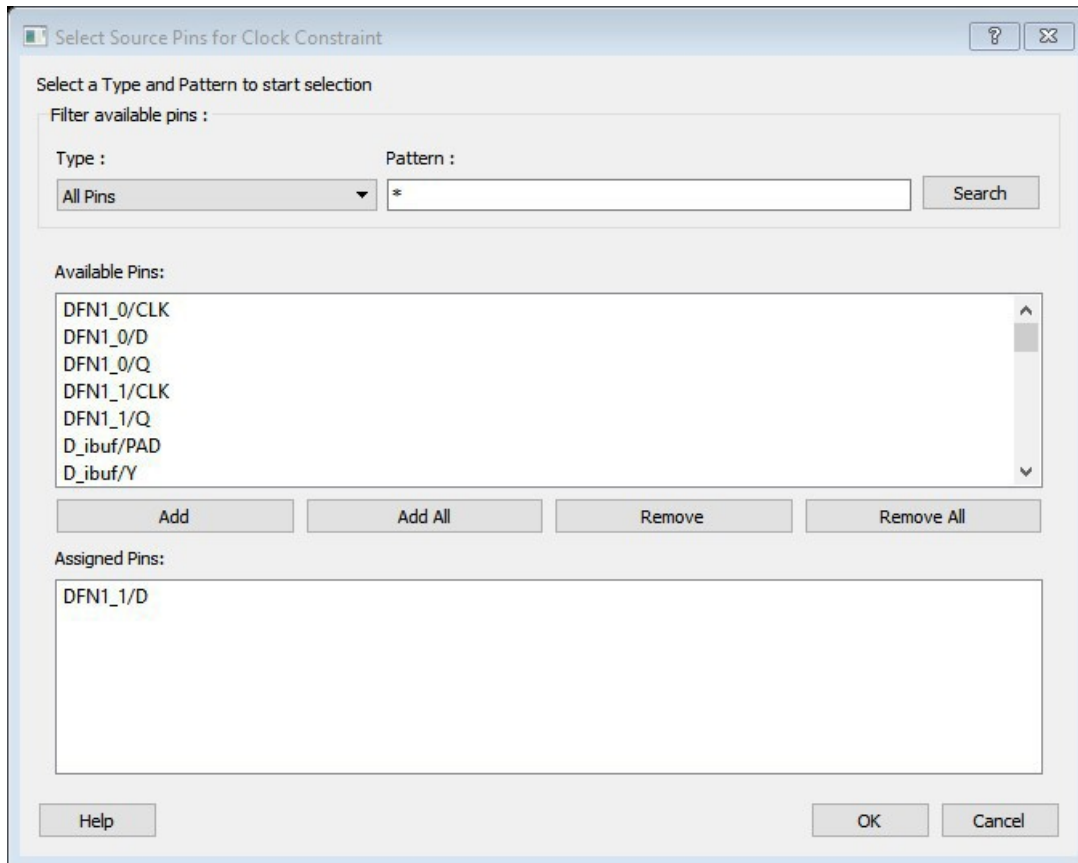 Select Source Pins for Clock Constraint
Select a Type and Pattern to start selection
Filter available pins :
Type : Pattern :
All Pins * Search
Available Pins:
DFN1_0/CLK
DFN1_0/D
DFN1_0/Q
DFN1_1/CLK
DFN1_1/Q
D_ibuf/PAD
D_ibuf/Y
Add Add All Remove Remove All
Assigned Pins:
DFN1_1/D
Help OK Cancel